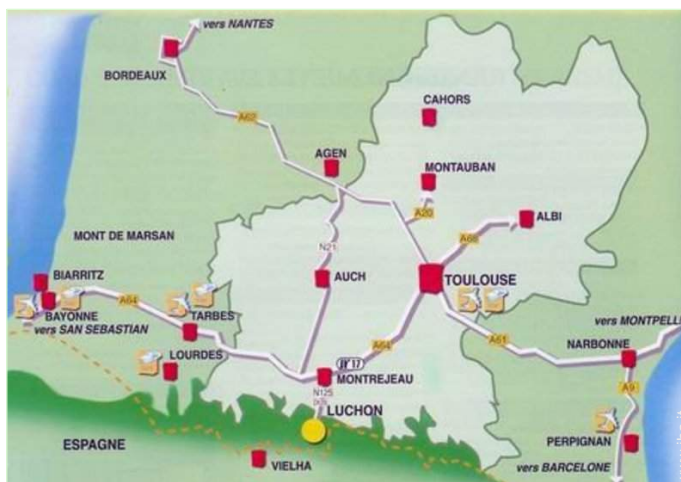 vers NANTES
BORDEAUX
A62
CAHORS
AGEN
MONTAUBAN
A20
A68
ALBI
MONT DE MARSAN
N21
BIARRITZ
AUCH
TOULOUSE
BAYONNE
A64
TARBES
vers SAN SEBASTIAN
A61
vers MONTPELL
LOURDES
A64
NARBONNE
17
MONTREJEAU
A9
N125
LUCHON
ESPAGNE
PERPIGNAN
VIELHA
vers BARCELONE